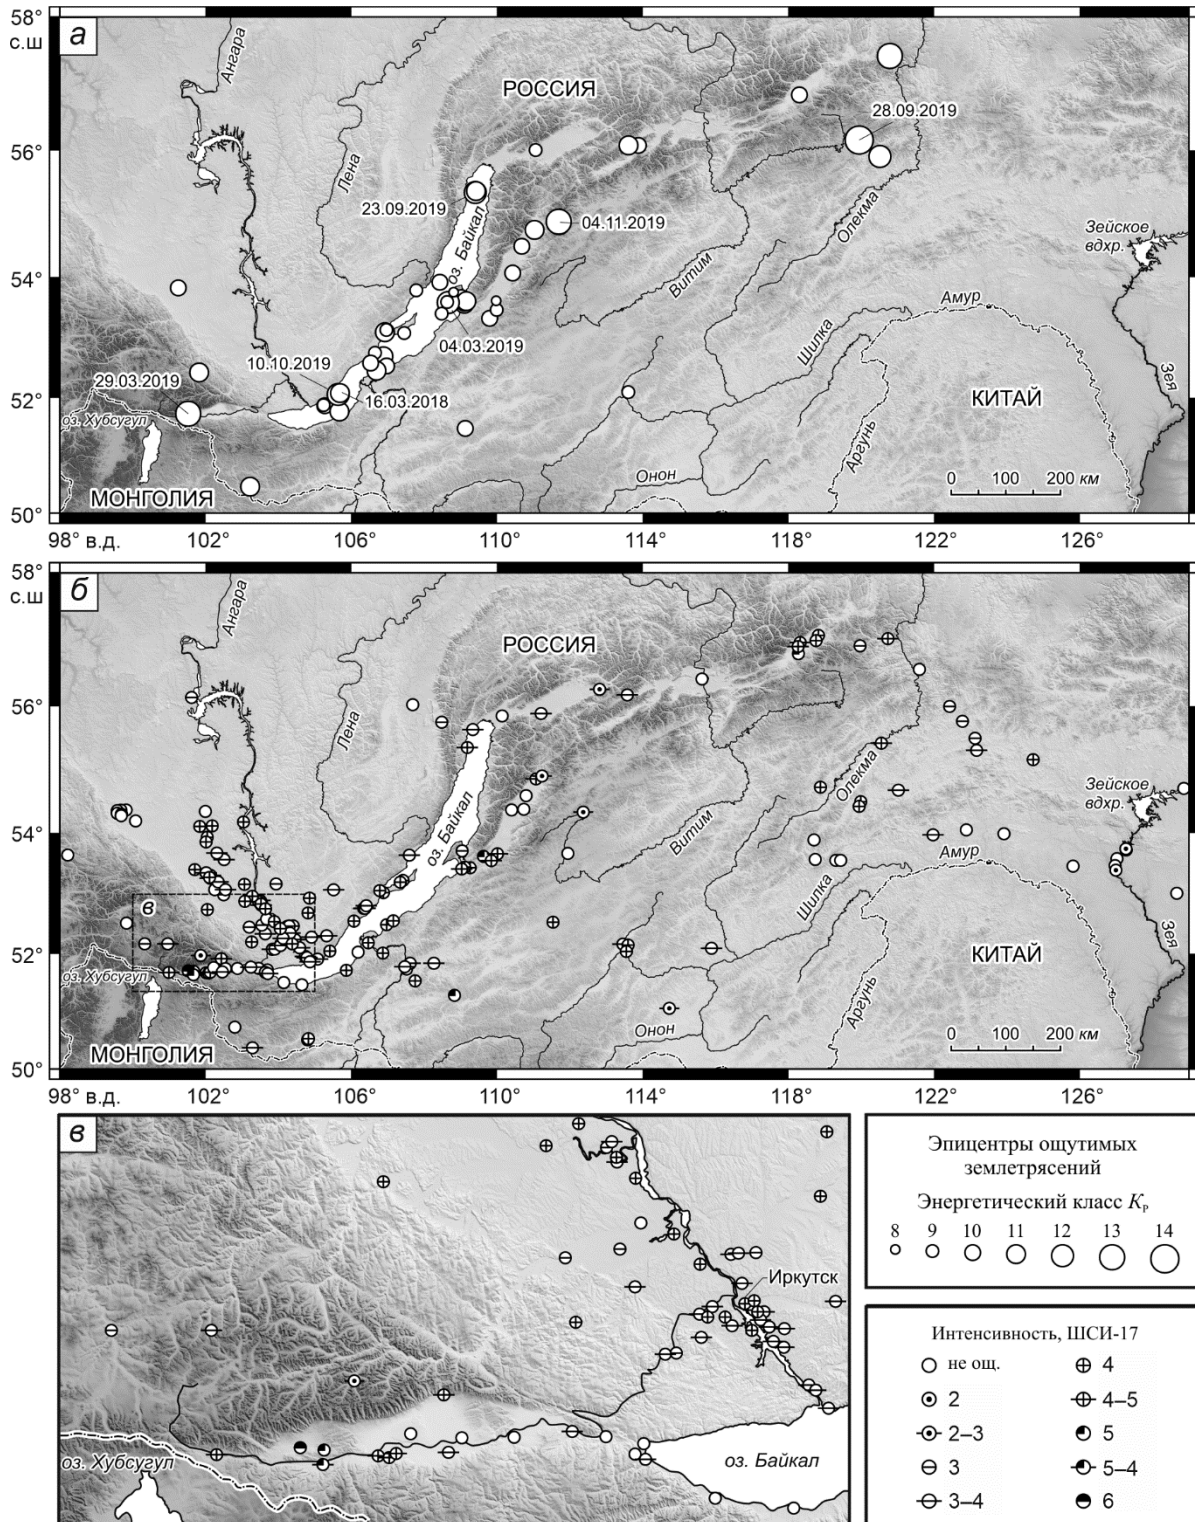 58°
с.ш
а
Ангара
РОССИЯ
28.09.2019
56°
Лена
23.09.2019
оз. Байкал
04.11.2019
Олекма
Зейское
вдхр.
Витим
54°
Амур
Шилка
04.03.2019
10.10.2019
29.03.2019
16.03.2018
Зея
52°
оз. Хубсугул
КИТАЙ
Аргунь
Онон
0 100 200 км
МОНГОЛИЯ
50°
98° в.д. 102 106 110 114 118 122° 126°
58°
с.ш
б
Ангара
РОССИЯ
56°
Лена
оз. Байкал
Олекма
Зейское
вдхр.
Витим
54°
Амур
Шилка
в
Зея
52°
оз. Хубсугул
КИТАЙ
Аргунь
Онон
0 100 200 км
МОНГОЛИЯ
50°
98° в.д. 102 106 110 114 118 122° 126°
в
Иркутск
оз. Байкал
оз. Хубсугул
Эпицентры ощутимых
землетрясений
Энергетический класс Kр
8 9 10 11 12 13 14
Интенсивность, ШСИ-17
не ощ. 4
2 4–5
2–3 5
3 5–4
3–4 6